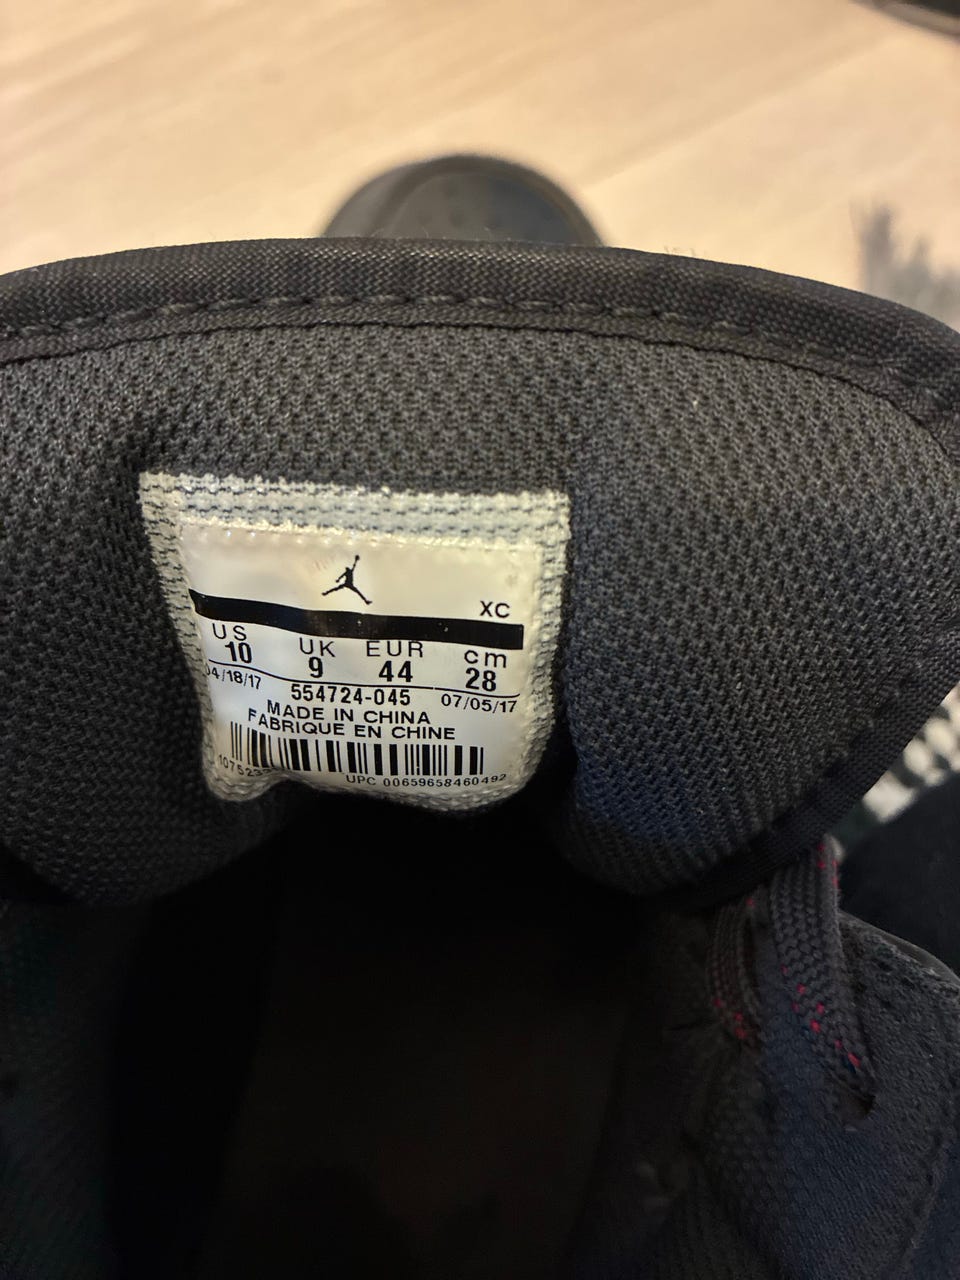 XC
US UK EUR cm
10 9 44 28
04/18/17 554724-045 07/05/17
MADE IN CHINA
FABRIQUE EN CHINE
UPC 00659658460492